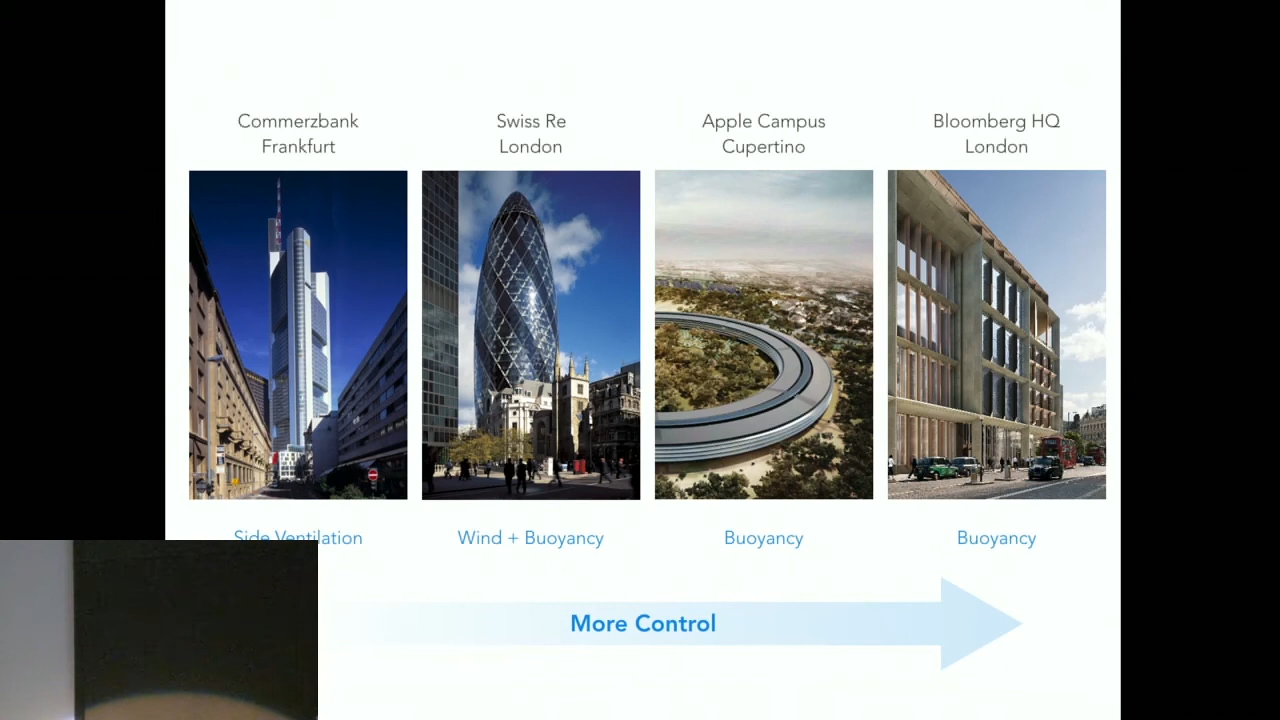 Commerzbank
Frankfurt
Swiss Re
London
Apple Campus
Cupertino
Bloomberg HQ
London
Side Ventilation
Wind + Buoyancy
Buoyancy
Buoyancy
More Control